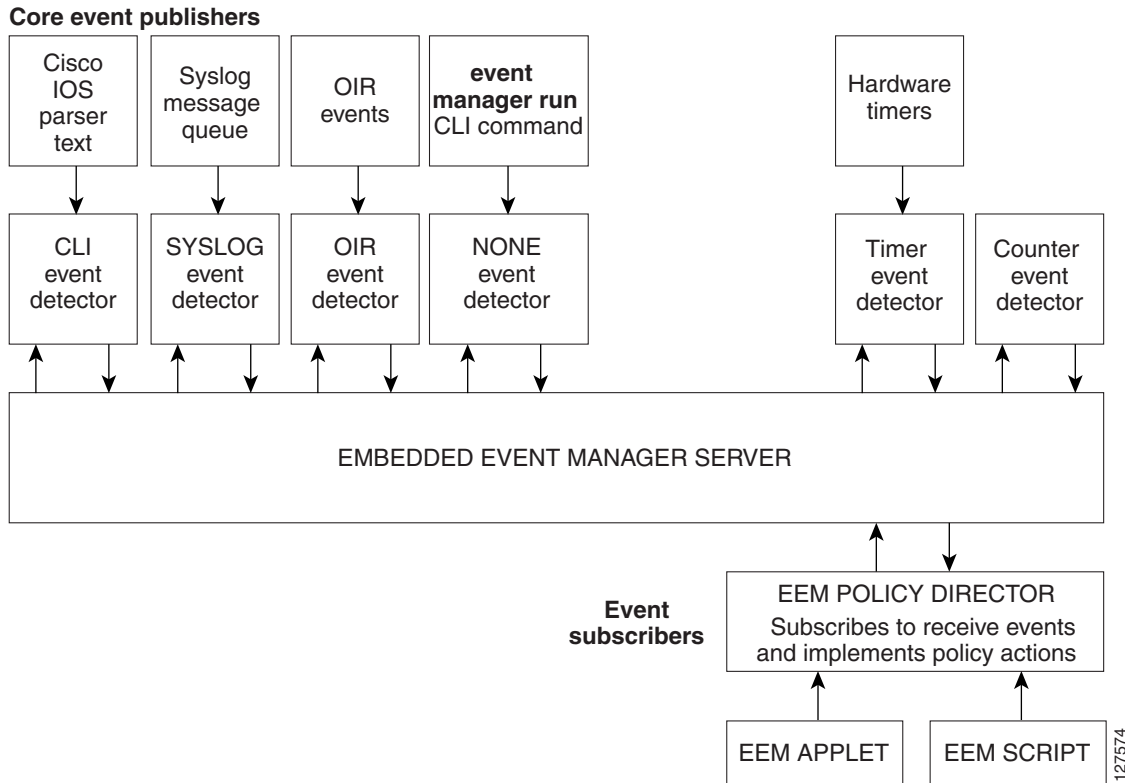 Core event publishers
Cisco
IOS
parser
text
Syslog
message
queue
OIR
events
event
manager run
CLI command
Hardware
timers
CLI
event
detector
SYSLOG
event
detector
OIR
event
detector
NONE
event
detector
Timer
event
detector
Counter
event
detector
EMBEDDED EVENT MANAGER SERVER
Event
subscribers
EEM POLICY DIRECTOR
Subscribes to receive events
and implements policy actions
EEM APPLET
EEM SCRIPT
127574